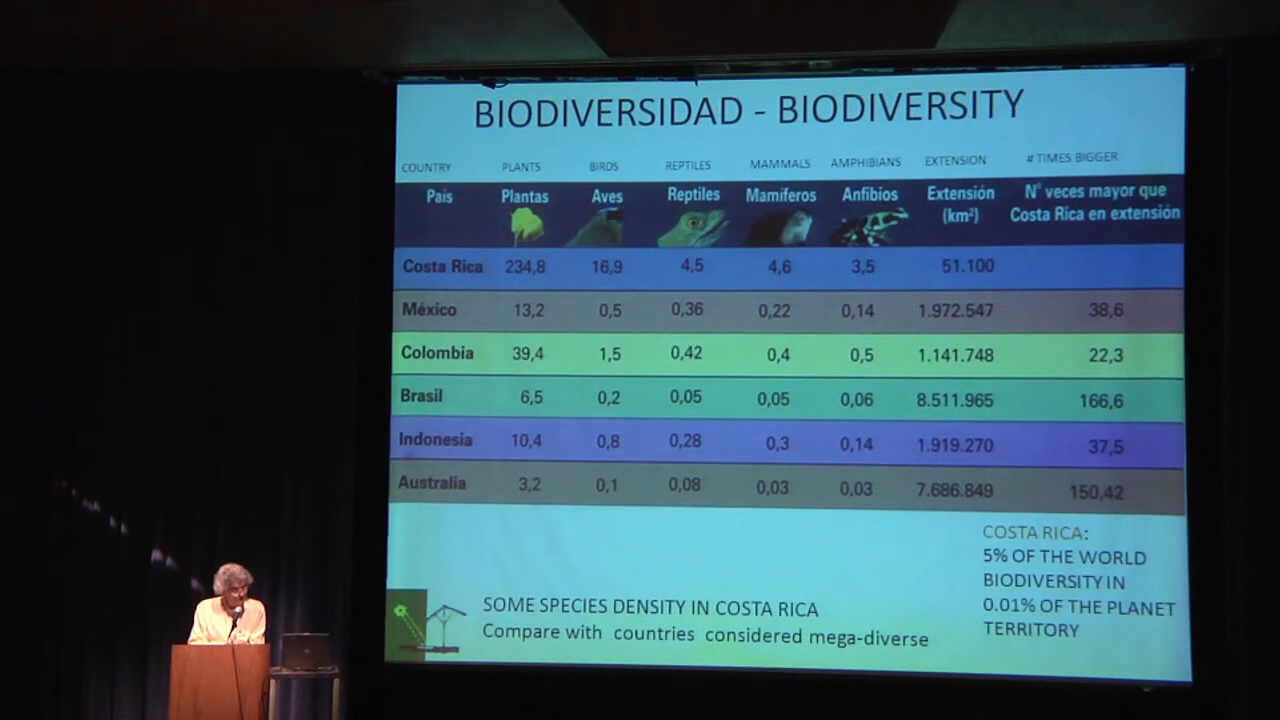 BIODIVERSIDAD - BIODIVERSITY
COUNTRY PLANTS BIRDS REPTILES MAMMALS AMPHIBIANS EXTENSION # TIMES BIGGER
País Plantas Aves Reptiles Mamíferos Anfibios Extensión (km²) N° veces mayor que Costa Rica en extensión
Costa Rica 234,8 16,9 4,5 4,6 3,5 51.100
México 13,2 0,5 0,36 0,22 0,14 1.972.547 38,6
Colombia 39,4 1,5 0,42 0,4 0,5 1.141.748 22,3
Brasil 6,5 0,2 0,05 0,05 0,06 8.511.965 166,6
Indonesia 10,4 0,8 0,28 0,3 0,14 1.919.270 37,5
Australia 3,2 0,1 0,08 0,03 0,03 7.686.849 150,42
COSTA RICA:
5% OF THE WORLD
BIODIVERSITY IN
0.01% OF THE PLANET
TERRITORY
SOME SPECIES DENSITY IN COSTA RICA
Compare with countries considered mega-diverse